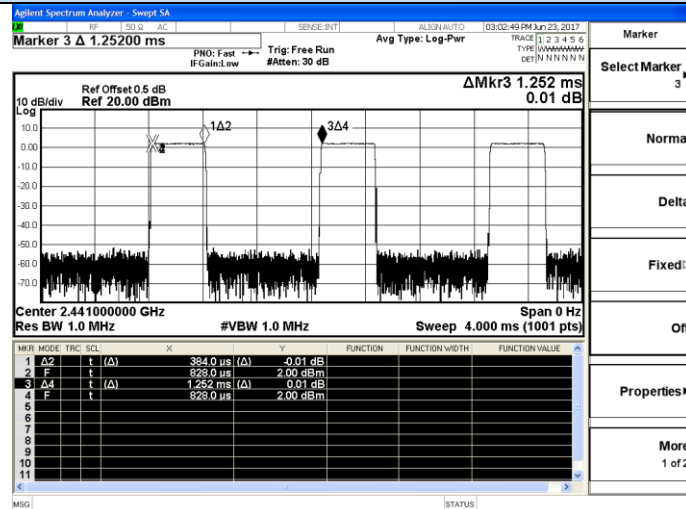 Agilent Spectrum Analyzer - Swept SA
RF 50 Ω AC SENSE:INT ALIGNAUTO 03:02:49 PM Jun 23, 2017
Marker 3 Δ 1.25200 ms
PNO: Fast
IFGain:Low
Trig: Free Run
#Atten: 30 dB
Avg Type: Log-Pwr
TRACE 1 2 3 4 5 6
TYPE WWWWWW
DET N N N N N N
Ref Offset 0.5 dB
10 dB/div Ref 20.00 dBm
Log
ΔMkr3 1.252 ms
0.01 dB
10.0
0.00
-10.0
-20.0
-30.0
-40.0
-50.0
-60.0
-70.0
1Δ2
3Δ4
Center 2.441000000 GHz Span 0 Hz
Res BW 1.0 MHz #VBW 1.0 MHz Sweep 4.000 ms (1001 pts)
MKR MODE TRC SCL X Y FUNCTION FUNCTION WIDTH FUNCTION VALUE
1 Δ2 t (Δ) 384.0 µs (Δ) -0.01 dB
2 F t 828.0 µs 2.00 dBm
3 Δ4 t (Δ) 1.252 ms (Δ) 0.01 dB
4 F t 828.0 µs 2.00 dBm
5
6
7
8
9
10
11
MSG STATUS
Marker
Select Marker
3
Norma
Delta
Fixed
Of
Properties
More
1 of 2